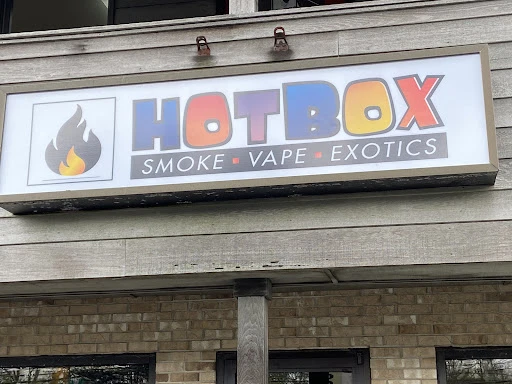 HOTBOX
SMOKE ▪ VAPE ▪ EXOTICS